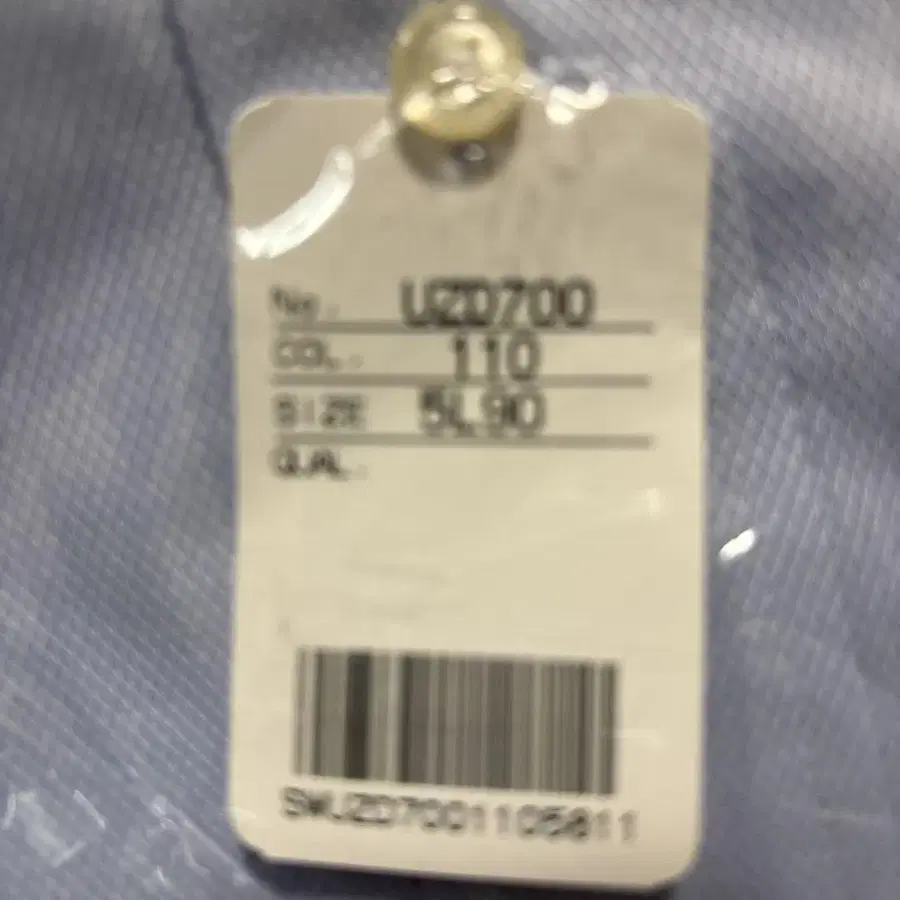 No. UZD700
COL. 110
SIZE 5L90
QUAL.
SWUZD7001105811